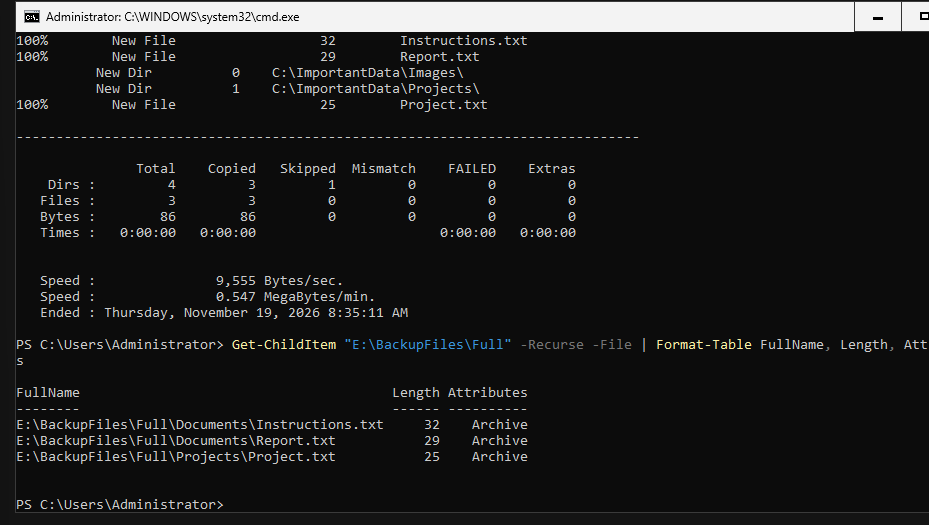 Administrator: C:\WINDOWS\system32\cmd.exe
100%        New File                  32        Instructions.txt
100%        New File                  29        Report.txt
          New Dir          0    C:\ImportantData\Images\
          New Dir          1    C:\ImportantData\Projects\
100%        New File                  25        Project.txt
------------------------------------------------------------------------------
               Total    Copied   Skipped  Mismatch    FAILED    Extras
    Dirs :         4         3         1         0         0         0
   Files :         3         3         0         0         0         0
   Bytes :        86        86         0         0         0         0
   Times :   0:00:00   0:00:00                       0:00:00   0:00:00
   Speed :               9,555 Bytes/sec.
   Speed :               0.547 MegaBytes/min.
   Ended : Thursday, November 19, 2026 8:35:11 AM
PS C:\Users\Administrator> Get-ChildItem "E:\BackupFiles\Full" -Recurse -File | Format-Table FullName, Length, Att
s
FullName                                       Length Attributes
--------                                       ------ ----------
E:\BackupFiles\Full\Documents\Instructions.txt     32    Archive
E:\BackupFiles\Full\Documents\Report.txt           29    Archive
E:\BackupFiles\Full\Projects\Project.txt           25    Archive
PS C:\Users\Administrator>